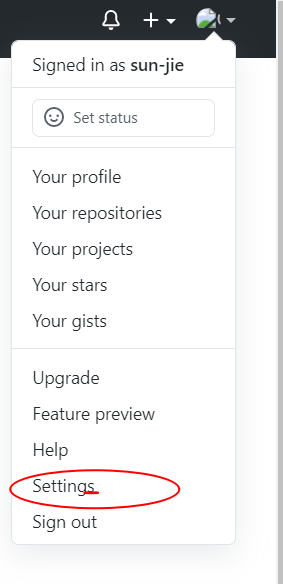 Signed in as sun-jie
Set status
Your profile
Your repositories
Your projects
Your stars
Your gists
Upgrade
Feature preview
Help
Settings
Sign out